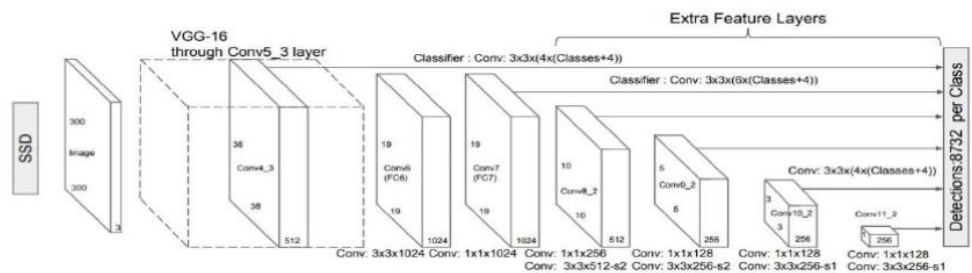 Extra Feature Layers
VGG-16
through Conv5_3 layer
Classifier : Conv: 3x3x(4x(Classes+4))
Classifier : Conv: 3x3x(6x(Classes+4))
SSD
300
Image
300
3
38
Conv4_3
38
512
19
Conv6
(FC6)
19
1024
19
Conv7
(FC7)
19
1024
10
Conv8_2
10
512
5
Conv9_2
5
256
Conv: 3x3x(4x(Classes+4))
3
Conv10_2
3
256
Conv11_2
256
Detections:8732 per Class
Conv: 3x3x1024 Conv: 1x1x1024 Conv: 1x1x256 Conv: 1x1x128 Conv: 1x1x128 Conv: 1x1x128
Conv: 3x3x512-s2 Conv: 3x3x256-s2 Conv: 3x3x256-s1 Conv: 3x3x256-s1